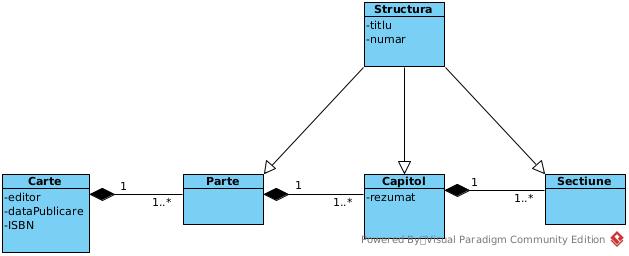 Structura
-titlu
-numar
Carte
-editor
-dataPublicare
-ISBN
1
1..*
Parte
1
1..*
Capitol
-rezumat
1
1..*
Sectiune
Powered By Visual Paradigm Community Edition